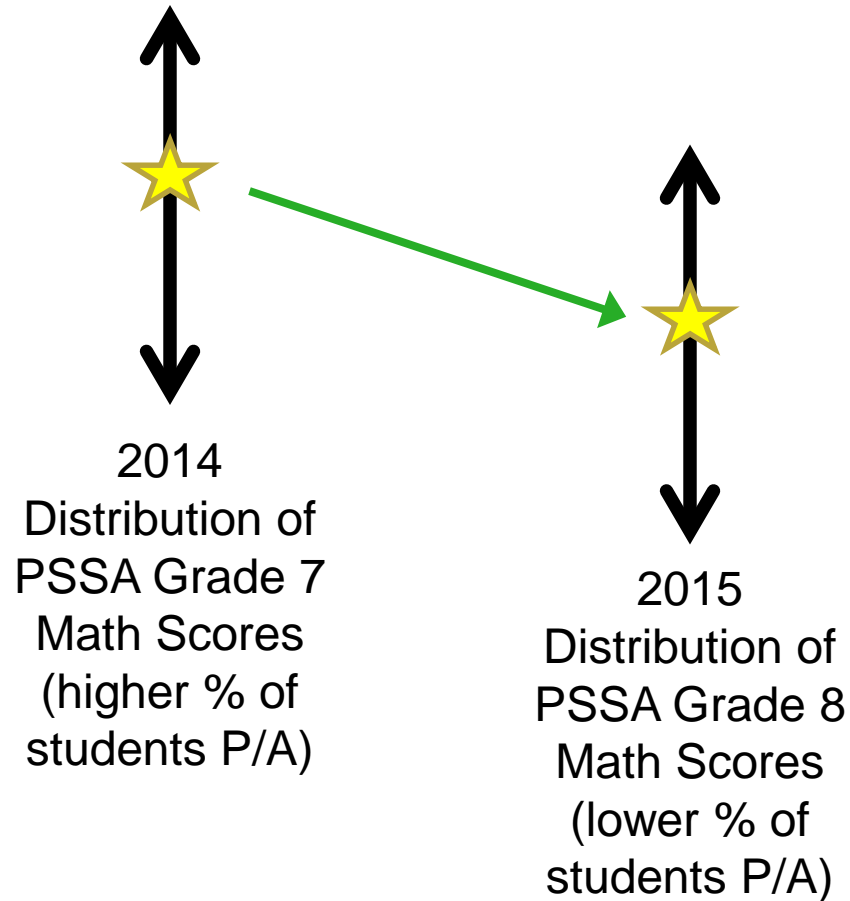 2014
Distribution of
PSSA Grade 7
Math Scores
(higher % of
students P/A)
2015
Distribution of
PSSA Grade 8
Math Scores
(lower % of
students P/A)